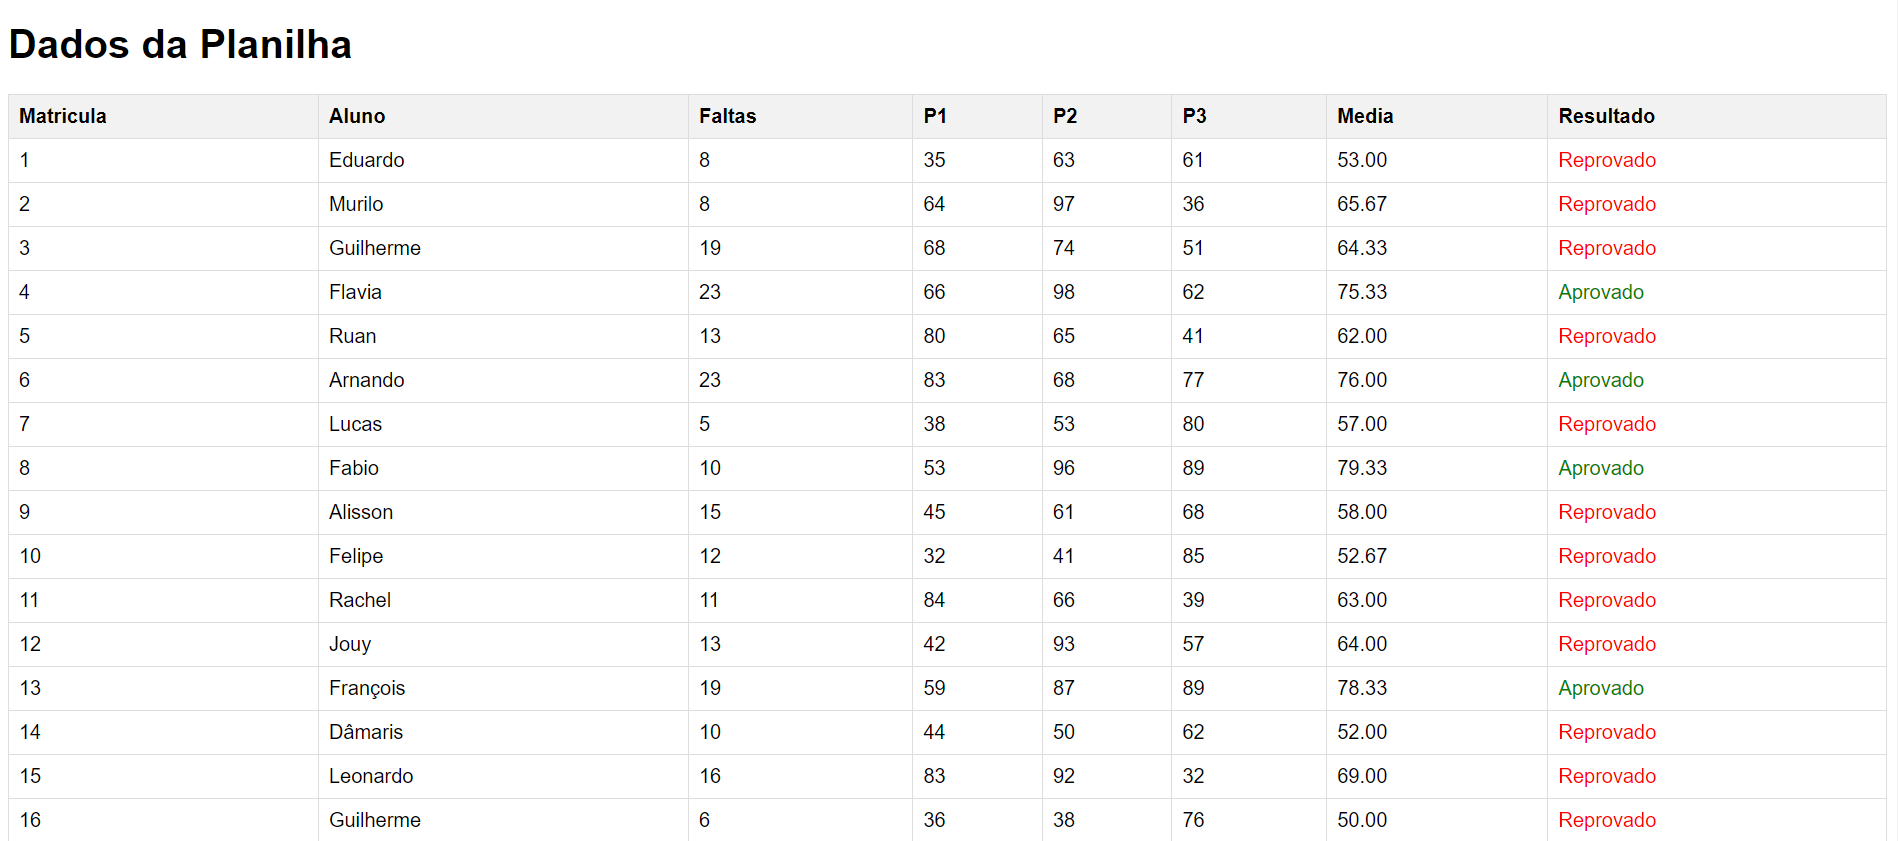 Dados da Planilha
Matricula Aluno Faltas P1 P2 P3 Media Resultado
1 Eduardo 8 35 63 61 53.00 Reprovado
2 Murilo 8 64 97 36 65.67 Reprovado
3 Guilherme 19 68 74 51 64.33 Reprovado
4 Flavia 23 66 98 62 75.33 Aprovado
5 Ruan 13 80 65 41 62.00 Reprovado
6 Arnando 23 83 68 77 76.00 Aprovado
7 Lucas 5 38 53 80 57.00 Reprovado
8 Fabio 10 53 96 89 79.33 Aprovado
9 Alisson 15 45 61 68 58.00 Reprovado
10 Felipe 12 32 41 85 52.67 Reprovado
11 Rachel 11 84 66 39 63.00 Reprovado
12 Jouy 13 42 93 57 64.00 Reprovado
13 François 19 59 87 89 78.33 Aprovado
14 Dâmaris 10 44 50 62 52.00 Reprovado
15 Leonardo 16 83 92 32 69.00 Reprovado
16 Guilherme 6 36 38 76 50.00 Reprovado